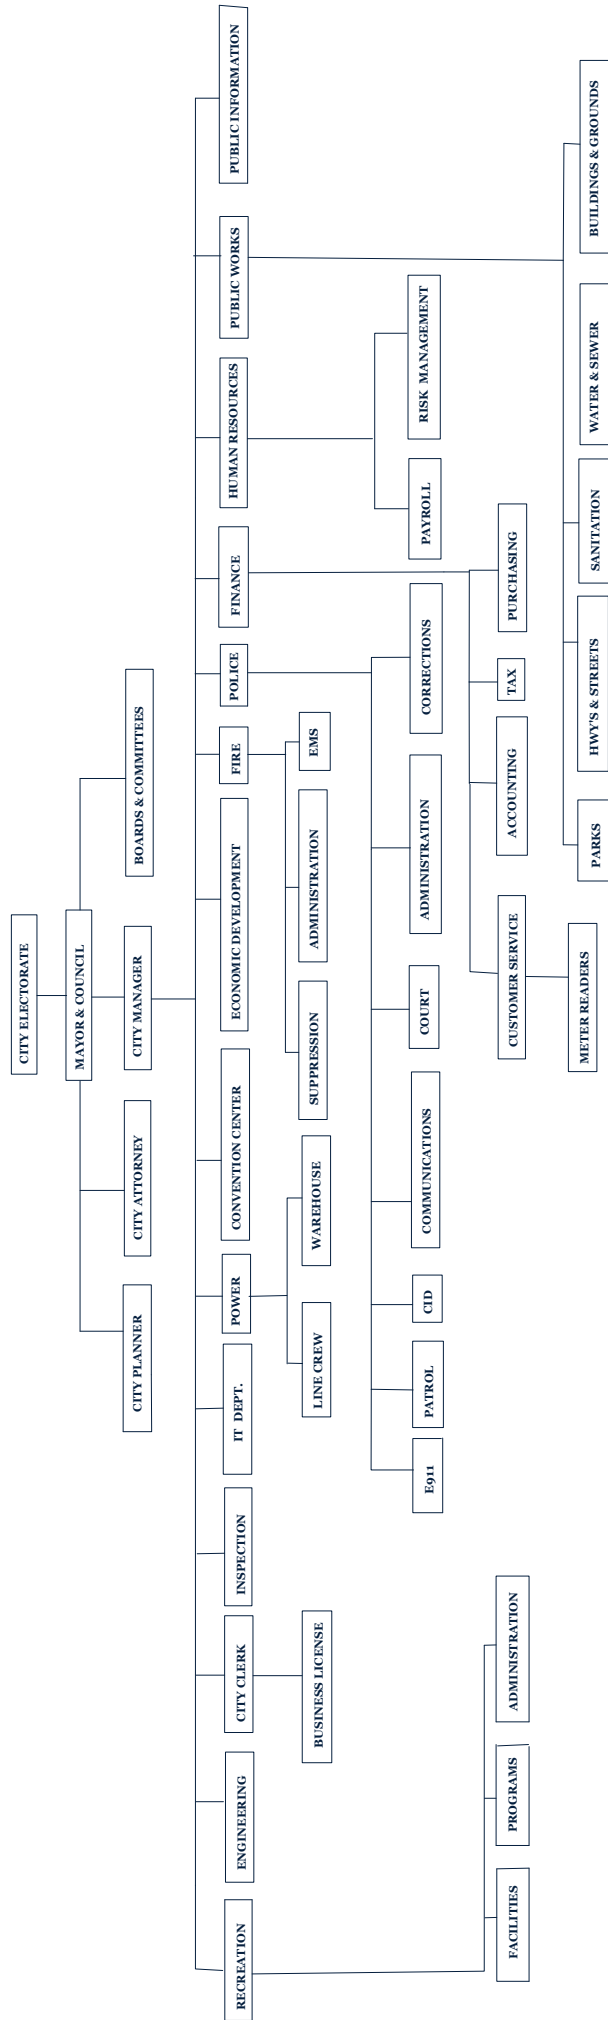 CITY ELECTORATE
MAYOR & COUNCIL
CITY PLANNER
CITY ATTORNEY
CITY MANAGER
BOARDS & COMMITTEES
RECREATION
ENGINEERING
CITY CLERK
INSPECTION
IT DEPT.
POWER
CONVENTION CENTER
ECONOMIC DEVELOPMENT
FIRE
POLICE
FINANCE
HUMAN RESOURCES
PUBLIC WORKS
PUBLIC INFORMATION
BUSINESS LICENSE
LINE CREW
WAREHOUSE
SUPPRESSION
ADMINISTRATION
EMS
E911
PATROL
CID
COMMUNICATIONS
COURT
ADMINISTRATION
CORRECTIONS
PAYROLL
RISK MANAGEMENT
FACILITIES
PROGRAMS
ADMINISTRATION
CUSTOMER SERVICE
ACCOUNTING
TAX
PURCHASING
METER READERS
PARKS
HWY'S & STREETS
SANITATION
WATER & SEWER
BUILDINGS & GROUNDS